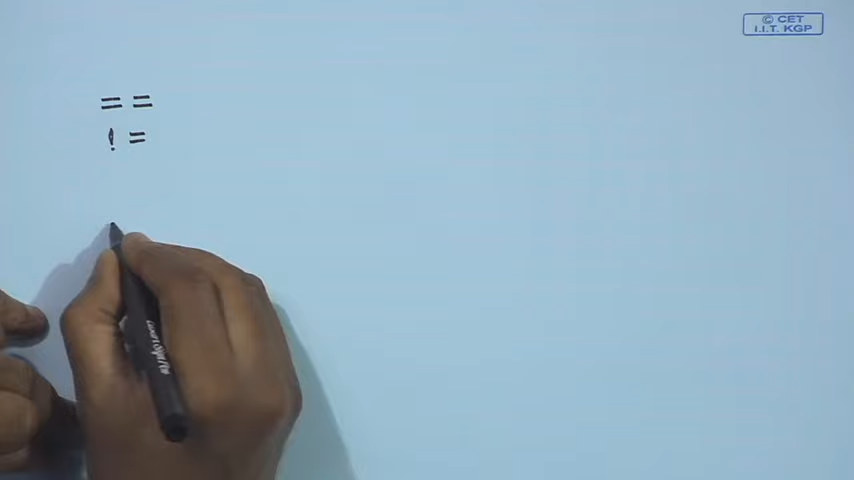 © CET
I.I.T. KGP
= =
! =